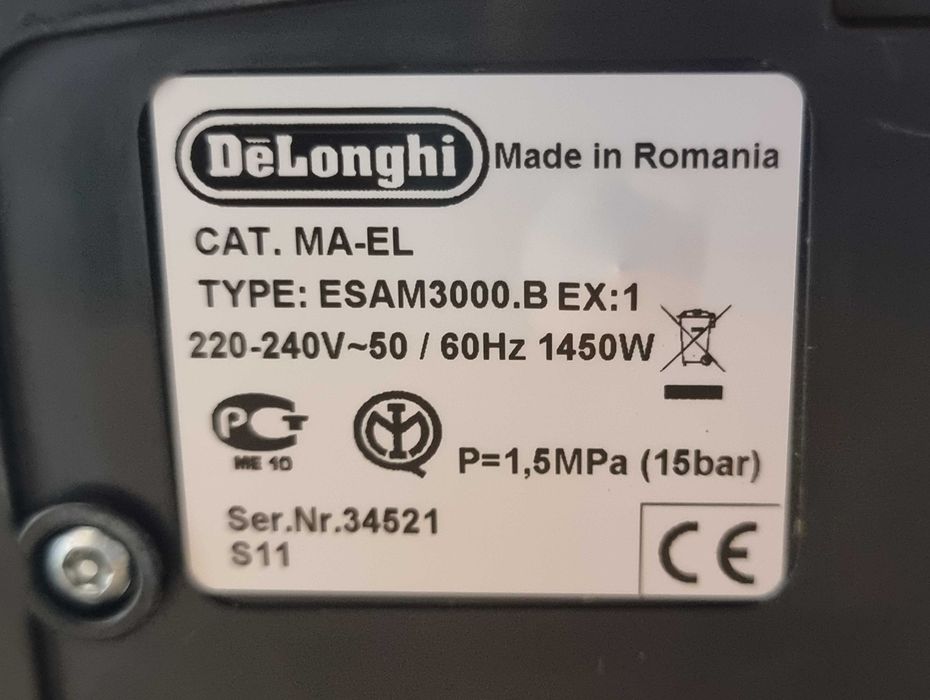 DēLonghi Made in Romania
CAT. MA-EL
TYPE: ESAM3000.B EX:1
220-240V~50 / 60Hz 1450W
PCT
ME 10
P=1,5MPa (15bar)
Ser.Nr.34521
S11
CE